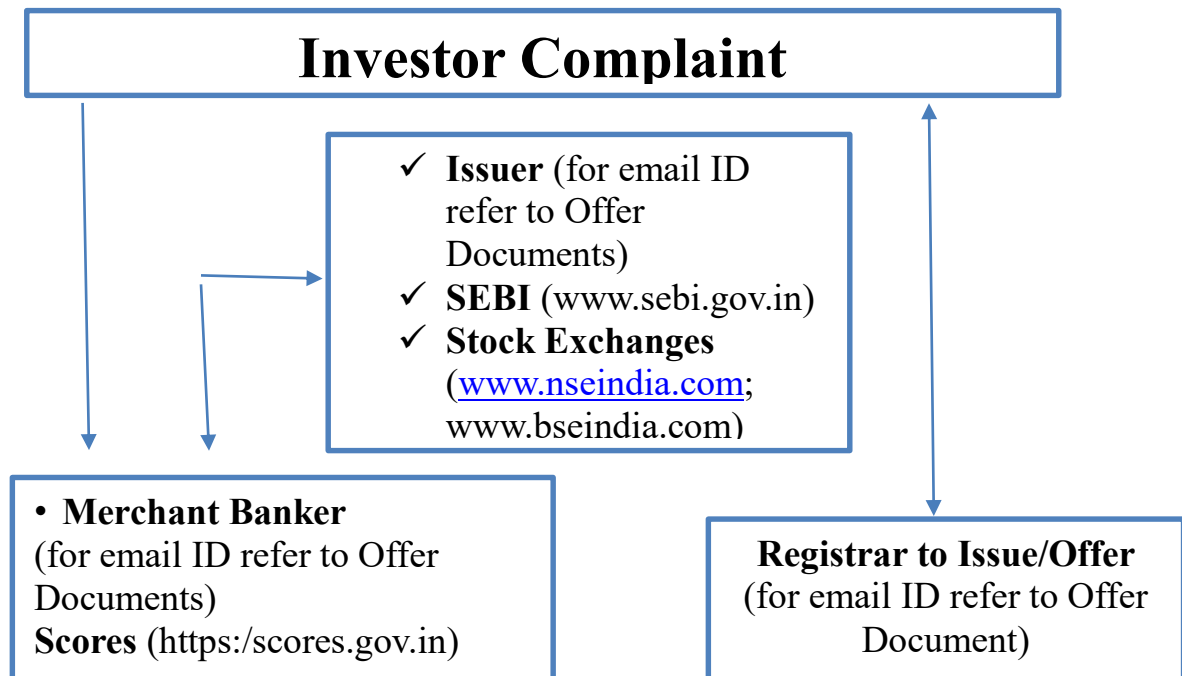 Investor Complaint
✓ Issuer (for email ID
refer to Offer
Documents)
✓ SEBI (www.sebi.gov.in)
✓ Stock Exchanges
(www.nseindia.com;
www.bseindia.com)
• Merchant Banker
(for email ID refer to Offer
Documents)
Scores (https:/scores.gov.in)
Registrar to Issue/Offer
(for email ID refer to Offer
Document)